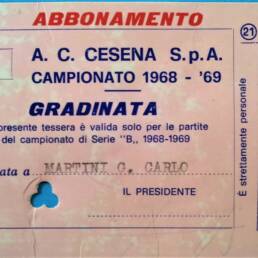 ABBONAMENTO
A. C. CESENA S.p.A.
CAMPIONATO 1968 - '69
GRADINATA
presente tessera è valida solo per le partite
del campionato di Serie "B„ 1968-1969
ata a MARTINI G. CARLO
IL PRESIDENTE
21
È strettamente personale